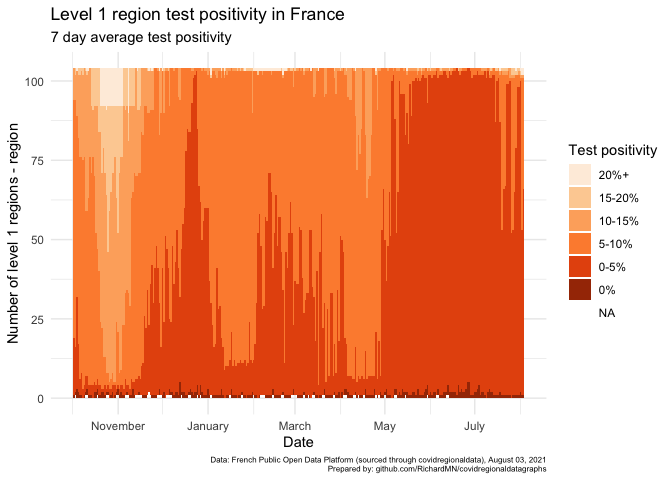 Level 1 region test positivity in France
7 day average test positivity
Number of level 1 regions - region
100
75
50
25
0
November January March May July
Date
Test positivity
20%+
15-20%
10-15%
5-10%
0-5%
0%
NA
Data: French Public Open Data Platform (sourced through covidregionaldata), August 03, 2021
Prepared by: github.com/RichardMN/covidregionaldatagraphs